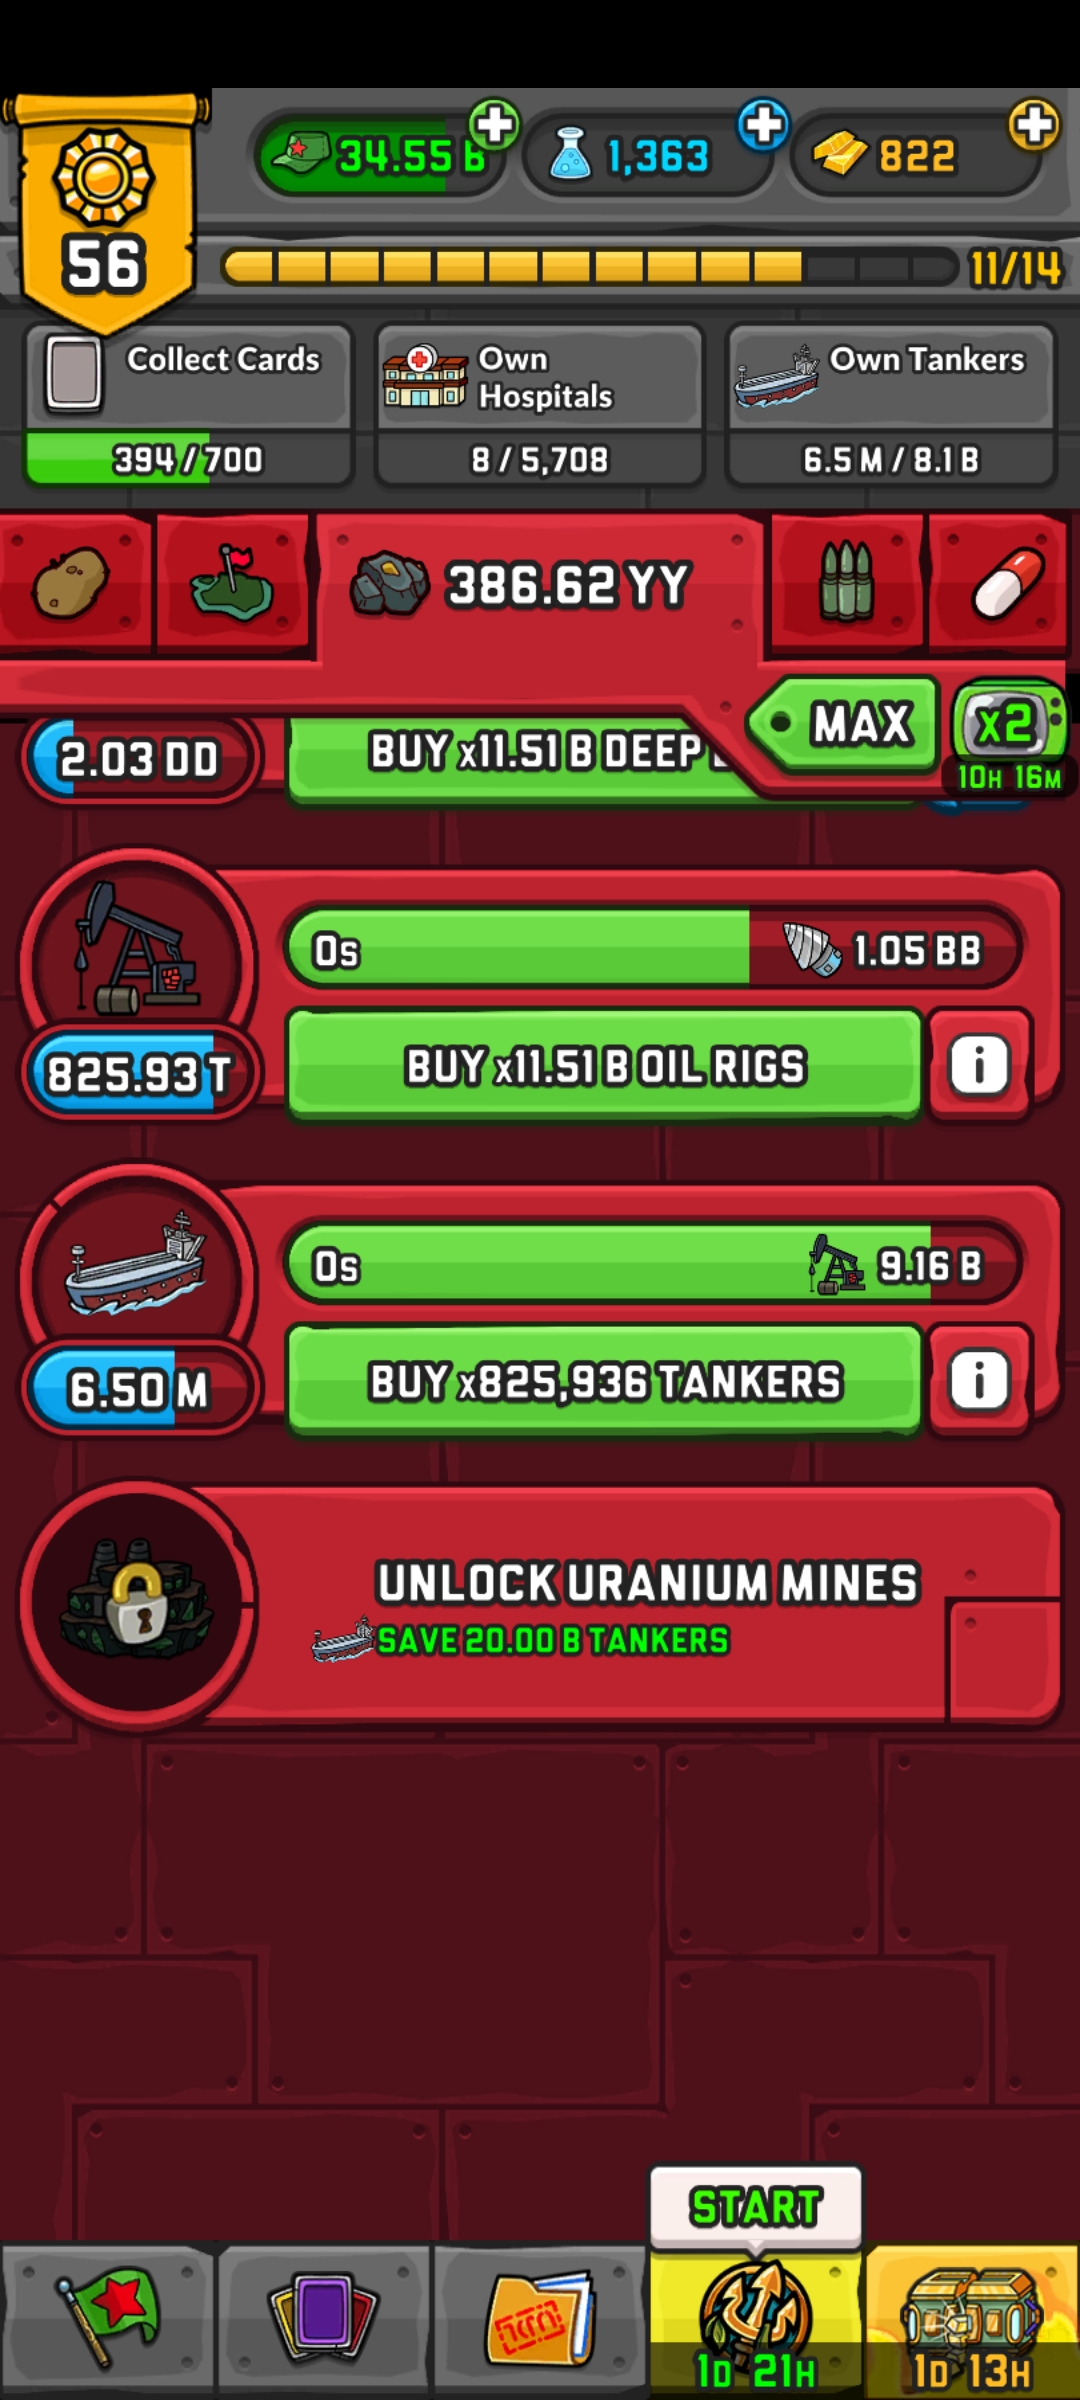 34.55 B
1,363
822
56
11/14
Collect Cards
394/700
Own
Hospitals
8/5,708
Own Tankers
6.5 M/8.1 B
386.62 YY
MAX
x2
10H 16M
2.03 DD
BUY x11.51 B DEEP
0s
1.05 BB
825.93 T
BUY x11.51 B OIL RIGS
i
0s
9.16 B
6.50 M
BUY x825,936 TANKERS
i
UNLOCK URANIUM MINES
SAVE 20.00 B TANKERS
START
1D 21H
1D 13H